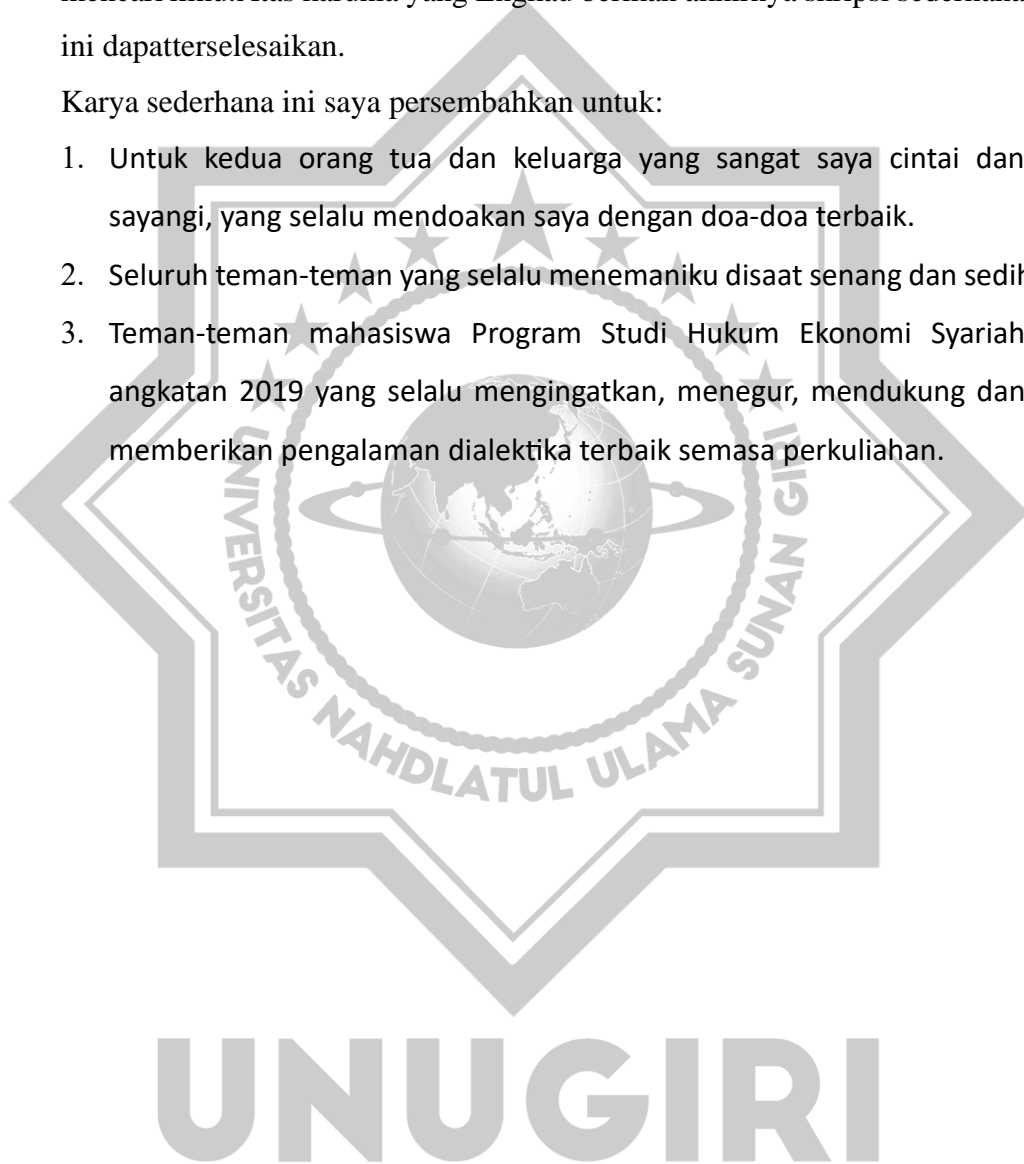 ini dapatterselesaikan.
Karya sederhana ini saya persembahkan untuk:
1. Untuk kedua orang tua dan keluarga yang sangat saya cintai dan
sayangi, yang selalu mendoakan saya dengan doa-doa terbaik.
2. Seluruh teman-teman yang selalu menemaniku disaat senang dan sedih
3. Teman-teman mahasiswa Program Studi Hukum Ekonomi Syariah
angkatan 2019 yang selalu mengingatkan, menegur, mendukung dan
memberikan pengalaman dialektika terbaik semasa perkuliahan.
UNIVERSITAS NAHDLATUL ULAMA SUNAN GIRI
UNUGIRI